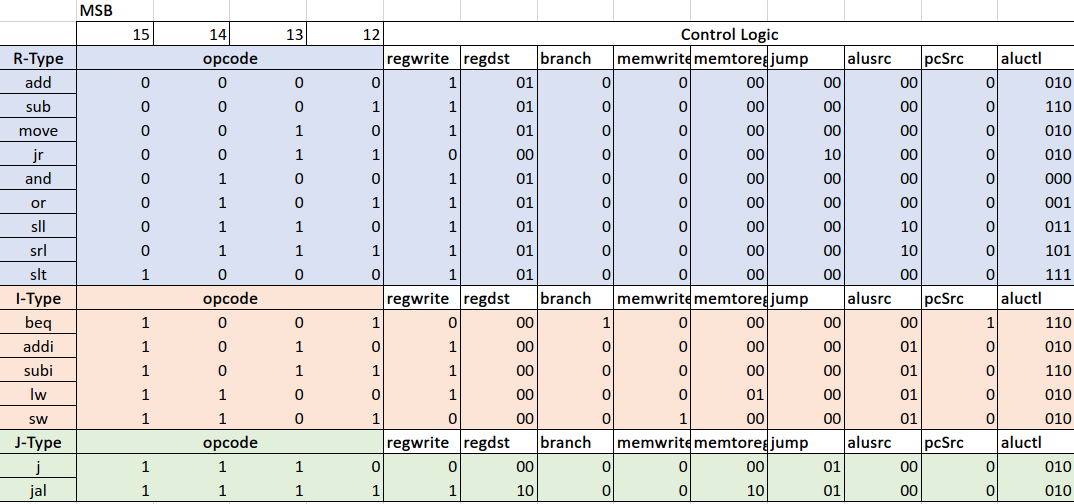 MSB
15 14 13 12 Control Logic
R-Type opcode regwrite regdst branch memwrite memtoreg jump alusrc pcSrc aluctl
add 0 0 0 0 1 01 0 0 00 00 00 0 010
sub 0 0 0 1 1 01 0 0 00 00 00 0 110
move 0 0 1 0 1 01 0 0 00 00 00 0 010
jr 0 0 1 1 0 00 0 0 00 10 00 0 010
and 0 1 0 0 1 01 0 0 00 00 00 0 000
or 0 1 0 1 1 01 0 0 00 00 00 0 001
sll 0 1 1 0 1 01 0 0 00 00 10 0 011
srl 0 1 1 1 1 01 0 0 00 00 10 0 101
slt 1 0 0 0 1 01 0 0 00 00 00 0 111
I-Type opcode regwrite regdst branch memwrite memtoreg jump alusrc pcSrc aluctl
beq 1 0 0 1 0 00 1 0 00 00 00 1 110
addi 1 0 1 0 1 00 0 0 00 00 01 0 010
subi 1 0 1 1 1 00 0 0 00 00 01 0 110
lw 1 1 0 0 1 00 0 0 01 00 01 0 010
sw 1 1 0 1 0 00 0 1 00 00 01 0 010
J-Type opcode regwrite regdst branch memwrite memtoreg jump alusrc pcSrc aluctl
j 1 1 1 0 0 00 0 0 00 01 00 0 010
jal 1 1 1 1 1 10 0 0 10 01 00 0 010